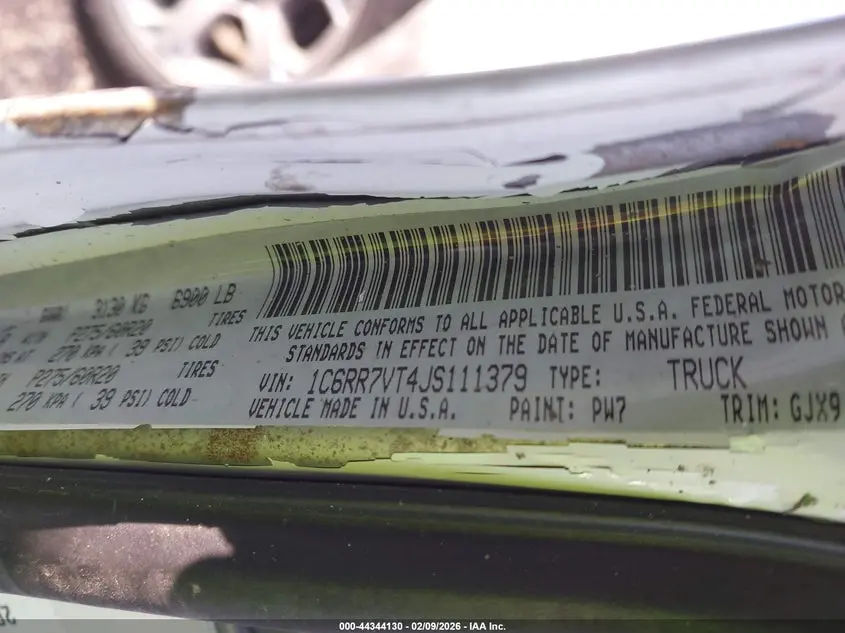 3130 KG 6900 LB
WITH P275/60R20 TIRES
270 KPA ( 39 PSI) COLD
P275/60R20 TIRES
270 KPA ( 39 PSI) COLD
THIS VEHICLE CONFORMS TO ALL APPLICABLE U.S.A. FEDERAL MOTOR
STANDARDS IN EFFECT ON THE DATE OF MANUFACTURE SHOWN
VIN: 1C6RR7VT4JS111379 TYPE: TRUCK
VEHICLE MADE IN U.S.A. PAINT: PW7 TRIM: GJX9
000-44344130 - 02/09/2026 - IAA Inc.